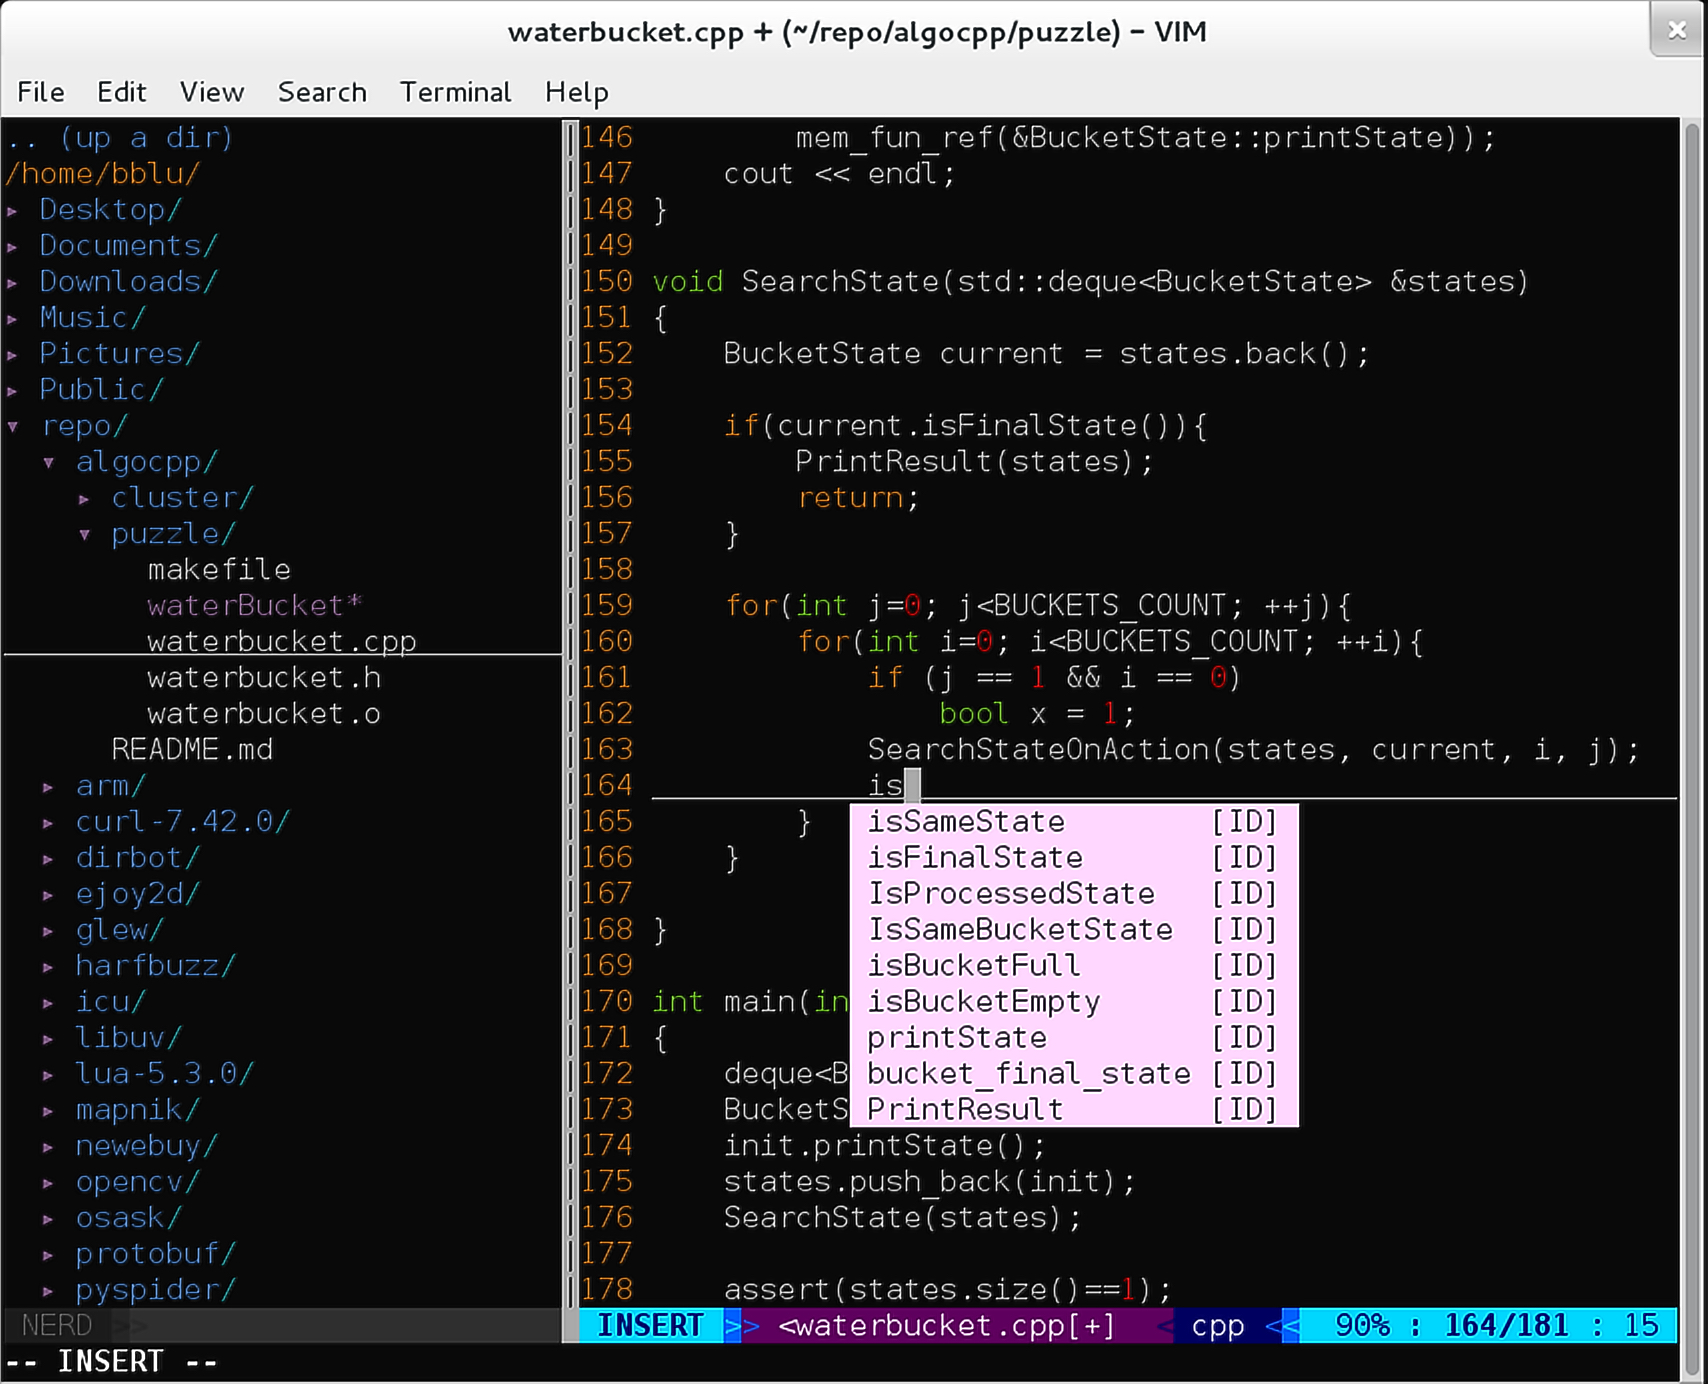 waterbucket.cpp + (~/repo/algocpp/puzzle) – VIM
File Edit View Search Terminal Help
.. (up a dir)
/home/bblu/
▸ Desktop/
▸ Documents/
▸ Downloads/
▸ Music/
▸ Pictures/
▸ Public/
▾ repo/
▾ algocpp/
▸ cluster/
▾ puzzle/
makefile
waterBucket*
waterbucket.cpp
waterbucket.h
waterbucket.o
README.md
▸ arm/
▸ curl-7.42.0/
▸ dirbot/
▸ ejoy2d/
▸ glew/
▸ harfbuzz/
▸ icu/
▸ libuv/
▸ lua-5.3.0/
▸ mapnik/
▸ newebuy/
▸ opencv/
▸ osask/
▸ protobuf/
▸ pyspider/
NERD >>
146 mem_fun_ref(&BucketState::printState));
147 cout << endl;
148 }
149
150 void SearchState(std::deque<BucketState> &states)
151 {
152 BucketState current = states.back();
153
154 if(current.isFinalState()){
155 PrintResult(states);
156 return;
157 }
158
159 for(int j=0; j<BUCKETS_COUNT; ++j){
160 for(int i=0; i<BUCKETS_COUNT; ++i){
161 if (j == 1 && i == 0)
162 bool x = 1;
163 SearchStateOnAction(states, current, i, j);
164 is
165 } isSameState [ID]
166 } isFinalState [ID]
167 IsProcessedState [ID]
168 } IsSameBucketState [ID]
169 isBucketFull [ID]
170 int main(in isBucketEmpty [ID]
171 { printState [ID]
172 deque<B bucket_final_state [ID]
173 BucketS PrintResult [ID]
174 init.printState();
175 states.push_back(init);
176 SearchState(states);
177
178 assert(states.size()==1);
INSERT >> <waterbucket.cpp[+] < cpp << 90% : 164/181 : 15
-- INSERT --